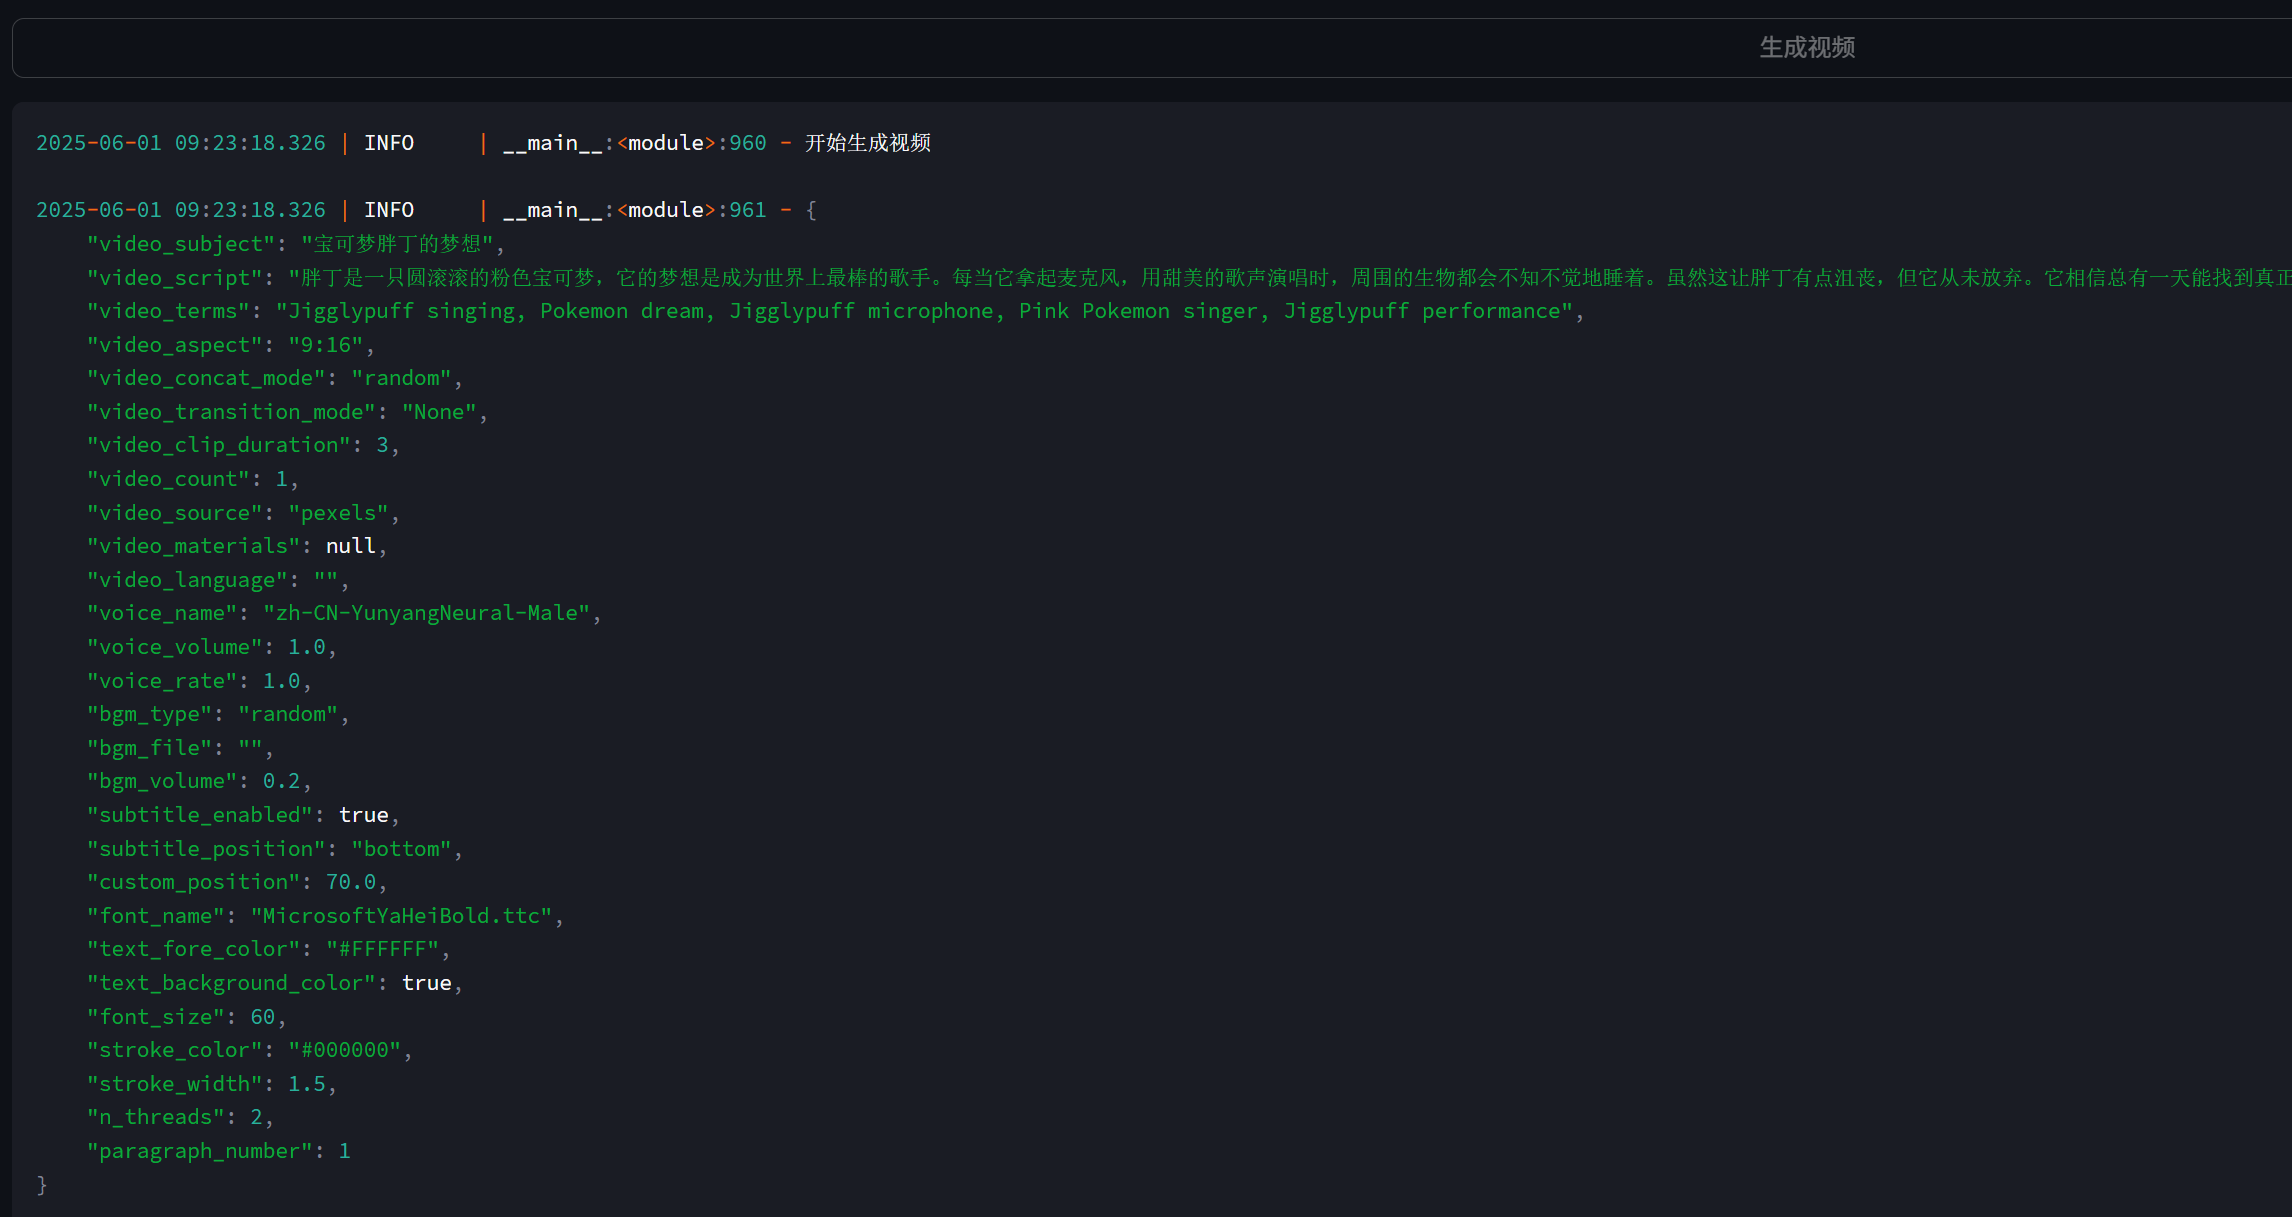 生成视频
2025-06-01 09:23:18.326 | INFO     | __main__:<module>:960 - 开始生成视频
2025-06-01 09:23:18.326 | INFO     | __main__:<module>:961 - {
    "video_subject": "宝可梦胖丁的梦想",
    "video_script": "胖丁是一只圆滚滚的粉色宝可梦，它的梦想是成为世界上最棒的歌手。每当它拿起麦克风，用甜美的歌声演唱时，周围的生物都会不知不觉地睡着。虽然这让胖丁有点沮丧，但它从未放弃。它相信总有一天能找到真正
    "video_terms": "Jigglypuff singing, Pokemon dream, Jigglypuff microphone, Pink Pokemon singer, Jigglypuff performance",
    "video_aspect": "9:16",
    "video_concat_mode": "random",
    "video_transition_mode": "None",
    "video_clip_duration": 3,
    "video_count": 1,
    "video_source": "pexels",
    "video_materials": null,
    "video_language": "",
    "voice_name": "zh-CN-YunyangNeural-Male",
    "voice_volume": 1.0,
    "voice_rate": 1.0,
    "bgm_type": "random",
    "bgm_file": "",
    "bgm_volume": 0.2,
    "subtitle_enabled": true,
    "subtitle_position": "bottom",
    "custom_position": 70.0,
    "font_name": "MicrosoftYaHeiBold.ttc",
    "text_fore_color": "#FFFFFF",
    "text_background_color": true,
    "font_size": 60,
    "stroke_color": "#000000",
    "stroke_width": 1.5,
    "n_threads": 2,
    "paragraph_number": 1
}